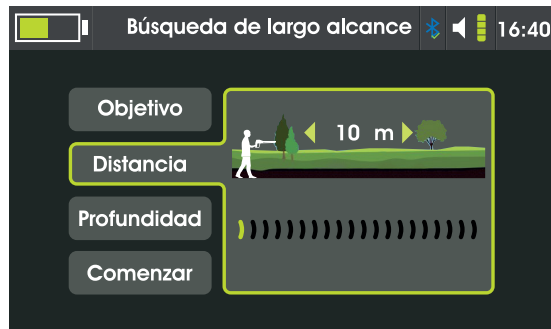 Búsqueda de largo alcance 16:40
Objetivo
10 m
Distancia
Profundidad
Comenzar